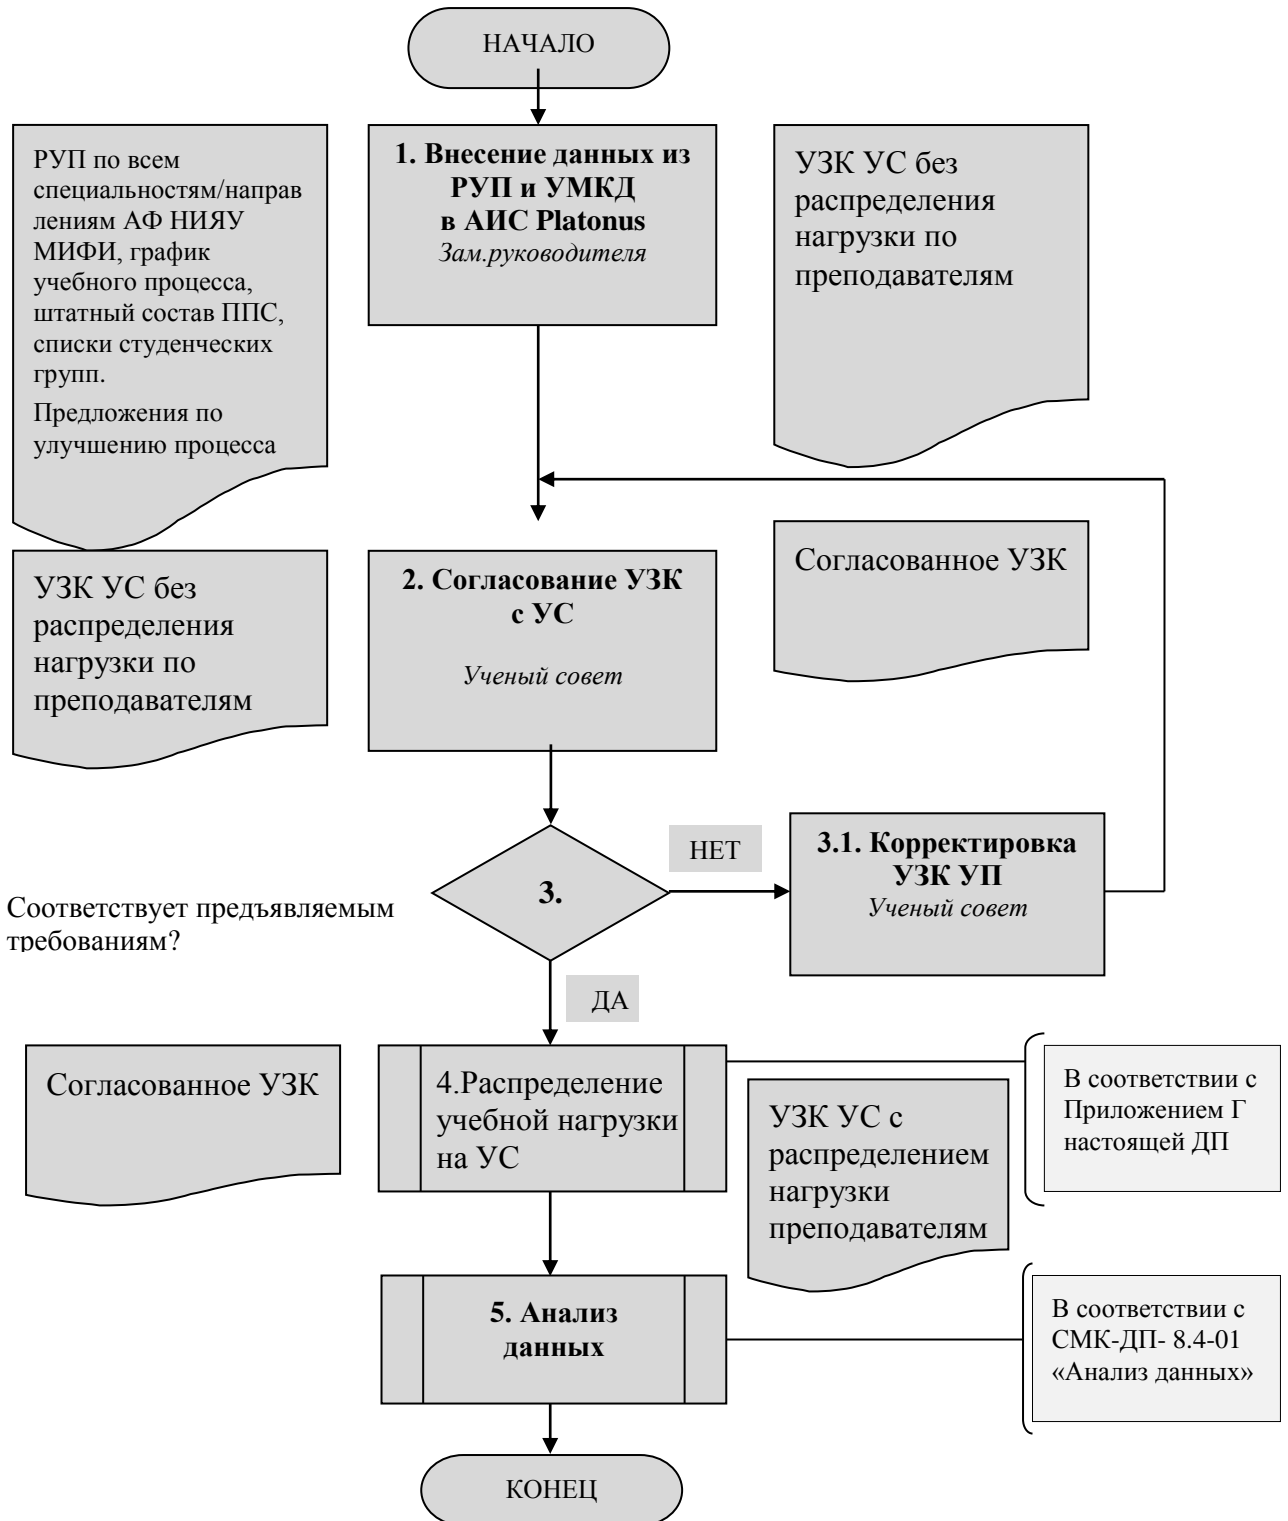 НАЧАЛО
РУП по всем
специальностям/направ
лениям АФ НИЯУ
МИФИ, график
учебного процесса,
штатный состав ППС,
списки студенческих
групп.
Предложения по
улучшению процесса
1. Внесение данных из
РУП и УМКД
в АИС Platonus
Зам.руководителя
УЗК УС без
распределения
нагрузки по
преподавателям
УЗК УС без
распределения
нагрузки по
преподавателям
2. Согласование УЗК
с УС
Ученый совет
Согласованное УЗК
Соответствует предъявляемым
требованиям?
3.
НЕТ
3.1. Корректировка
УЗК УП
Ученый совет
ДА
Согласованное УЗК
4.Распределение
учебной нагрузки
на УС
УЗК УС с
распределением
нагрузки
преподавателям
В соответствии с
Приложением Г
настоящей ДП
5. Анализ
данных
В соответствии с
СМК-ДП- 8.4-01
«Анализ данных»
КОНЕЦ